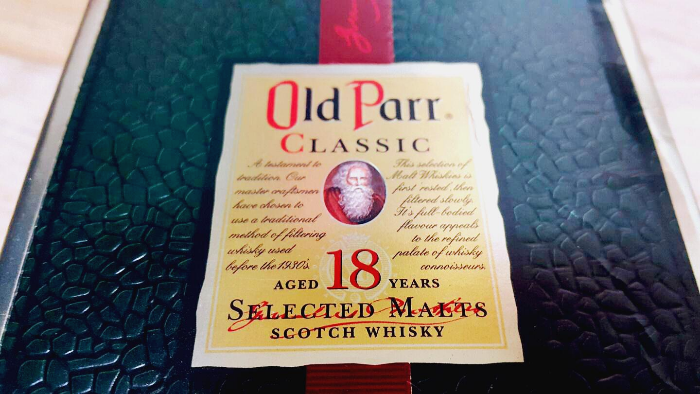 Old Parr®
CLASSIC
A testament to
tradition. Our
master craftsmen
have chosen to
use a traditional
method of filtering
whisky used
before the 1930's.
This selection of
Malt Whiskies is
first rested, then
filtered slowly.
It's full-bodied
flavour appeals
to the refined
palate of whisky
connoisseurs.
AGED 18 YEARS
SELECTED MALTS
SCOTCH WHISKY